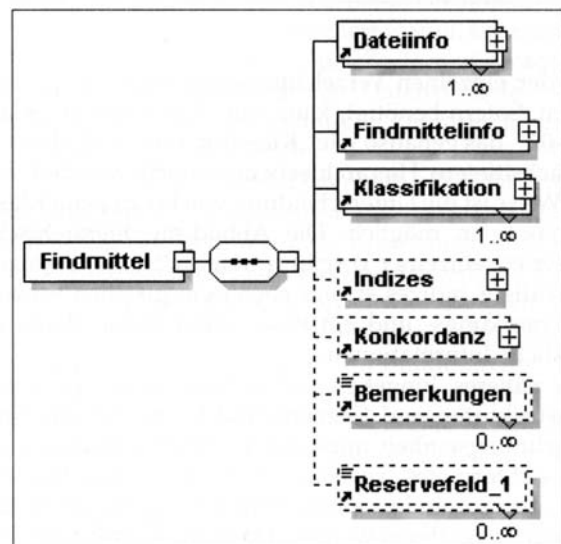 Dateiinfo
1..∞
Findmittelinfo
Klassifikation
1..∞
Findmittel
Indizes
Konkordanz
Bemerkungen
0..∞
Reservefeld_1
0..∞